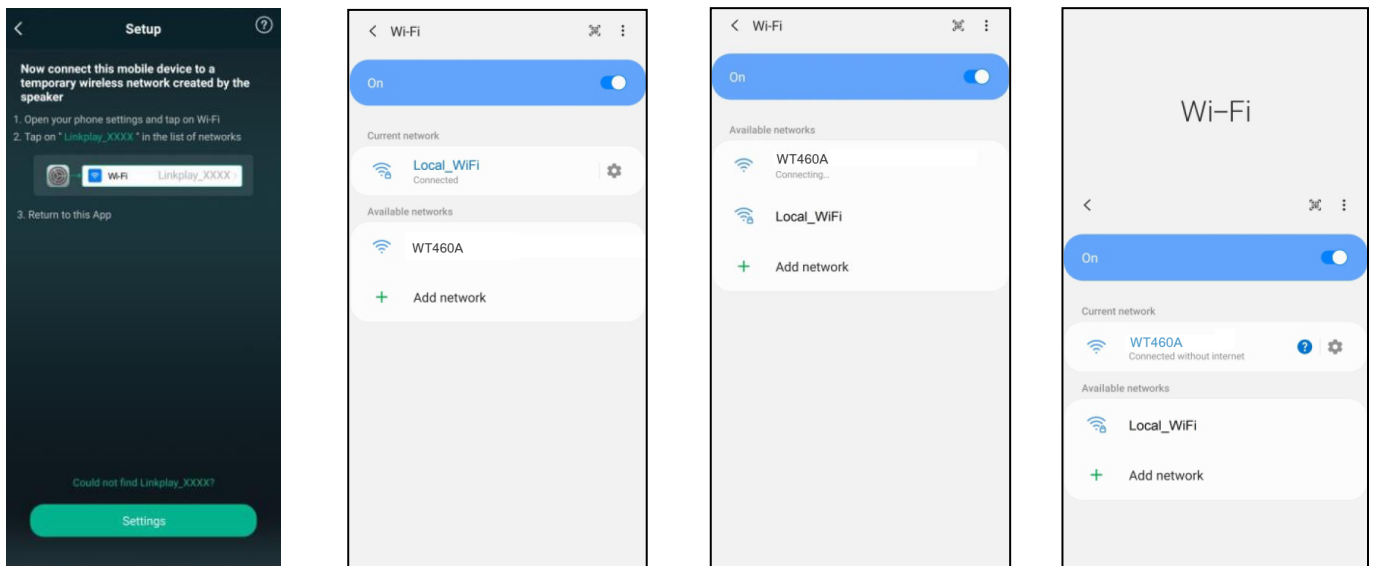 Setup
?
Now connect this mobile device to a
temporary wireless network created by the
speaker
1. Open your phone settings and tap on Wi-Fi
2. Tap on " Linkplay_XXXX " in the list of networks
Wi-Fi Linkplay_XXXX
3. Return to this App
Could not find Linkplay_XXXX?
Settings
Wi-Fi
On
Current network
Local_WiFi
Connected
Available networks
WT460A
Add network
Wi-Fi
On
Available networks
WT460A
Connecting...
Local_WiFi
Add network
Wi-Fi
On
Current network
WT460A
Connected without internet
?
Available networks
Local_WiFi
Add network